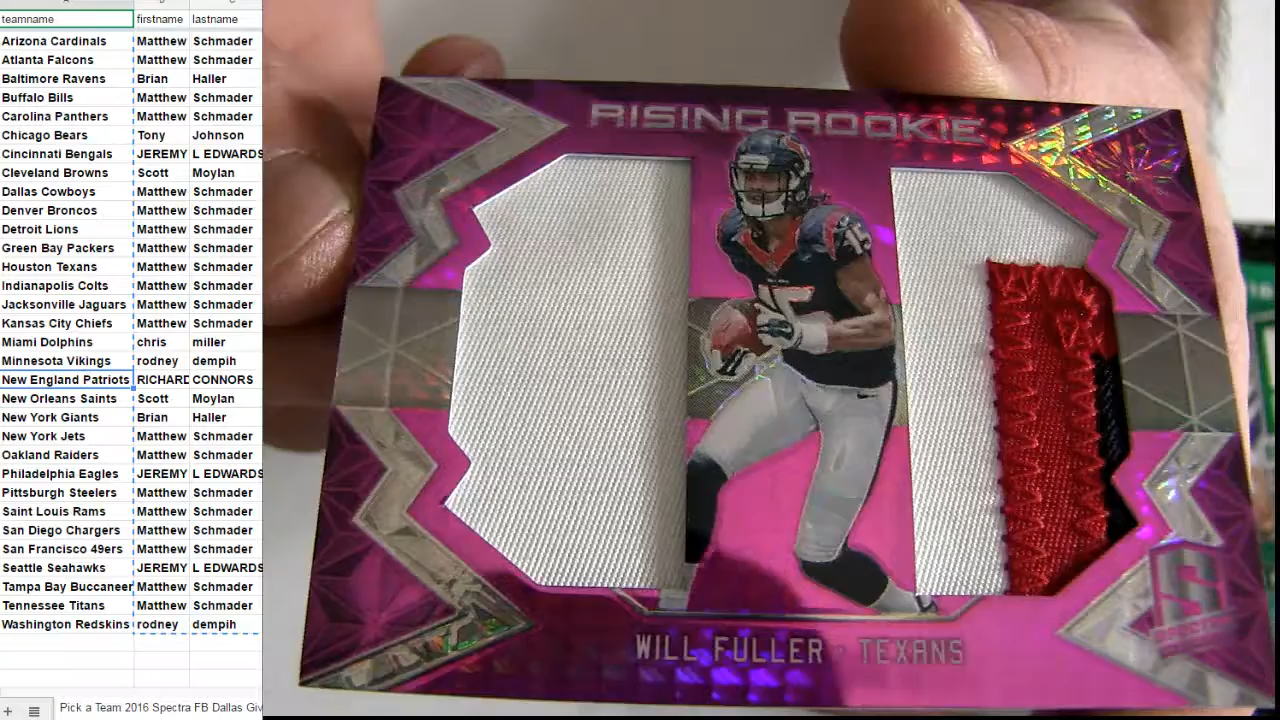 teamname firstname lastname
Arizona Cardinals Matthew Schmader
Atlanta Falcons Matthew Schmader
Baltimore Ravens Brian Haller
Buffalo Bills Matthew Schmader
Carolina Panthers Matthew Schmader
Chicago Bears Tony Johnson
Cincinnati Bengals JEREMY L EDWARDS
Cleveland Browns Scott Moylan
Dallas Cowboys Matthew Schmader
Denver Broncos Matthew Schmader
Detroit Lions Matthew Schmader
Green Bay Packers Matthew Schmader
Houston Texans Matthew Schmader
Indianapolis Colts Matthew Schmader
Jacksonville Jaguars Matthew Schmader
Kansas City Chiefs Matthew Schmader
Miami Dolphins chris miller
Minnesota Vikings rodney dempih
New England Patriots RICHARD CONNORS
New Orleans Saints Scott Moylan
New York Giants Brian Haller
New York Jets Matthew Schmader
Oakland Raiders Matthew Schmader
Philadelphia Eagles JEREMY L EDWARDS
Pittsburgh Steelers Matthew Schmader
Saint Louis Rams Matthew Schmader
San Diego Chargers Matthew Schmader
San Francisco 49ers Matthew Schmader
Seattle Seahawks JEREMY L EDWARDS
Tampa Bay Buccaneer Matthew Schmader
Tennessee Titans Matthew Schmader
Washington Redskins rodney dempih
Pick a Team 2016 Spectra FB Dallas Giv
RISING ROOKIE
15
15
WILL FULLER - TEXANS
S